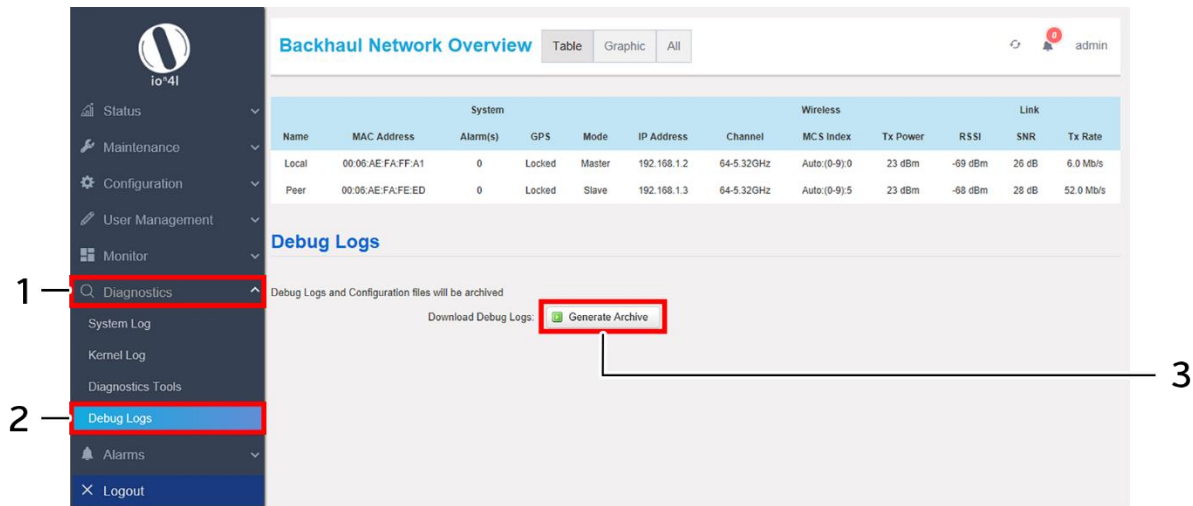 io"4l
Status
Maintenance
Configuration
User Management
Monitor
1
Diagnostics
System Log
Kernel Log
Diagnostics Tools
2
Debug Logs
Alarms
Logout
Backhaul Network Overview Table Graphic All 0 admin
System Wireless Link
Name MAC Address Alarm(s) GPS Mode IP Address Channel MCS Index Tx Power RSSI SNR Tx Rate
Local 00:06:AE:FA:FF:A1 0 Locked Master 192.168.1.2 64-5.32GHz Auto:(0-9):0 23 dBm -69 dBm 26 dB 6.0 Mb/s
Peer 00:06:AE:FA:FE:ED 0 Locked Slave 192.168.1.3 64-5.32GHz Auto:(0-9):5 23 dBm -68 dBm 28 dB 52.0 Mb/s
Debug Logs
Debug Logs and Configuration files will be archived
Download Debug Logs: Generate Archive
3